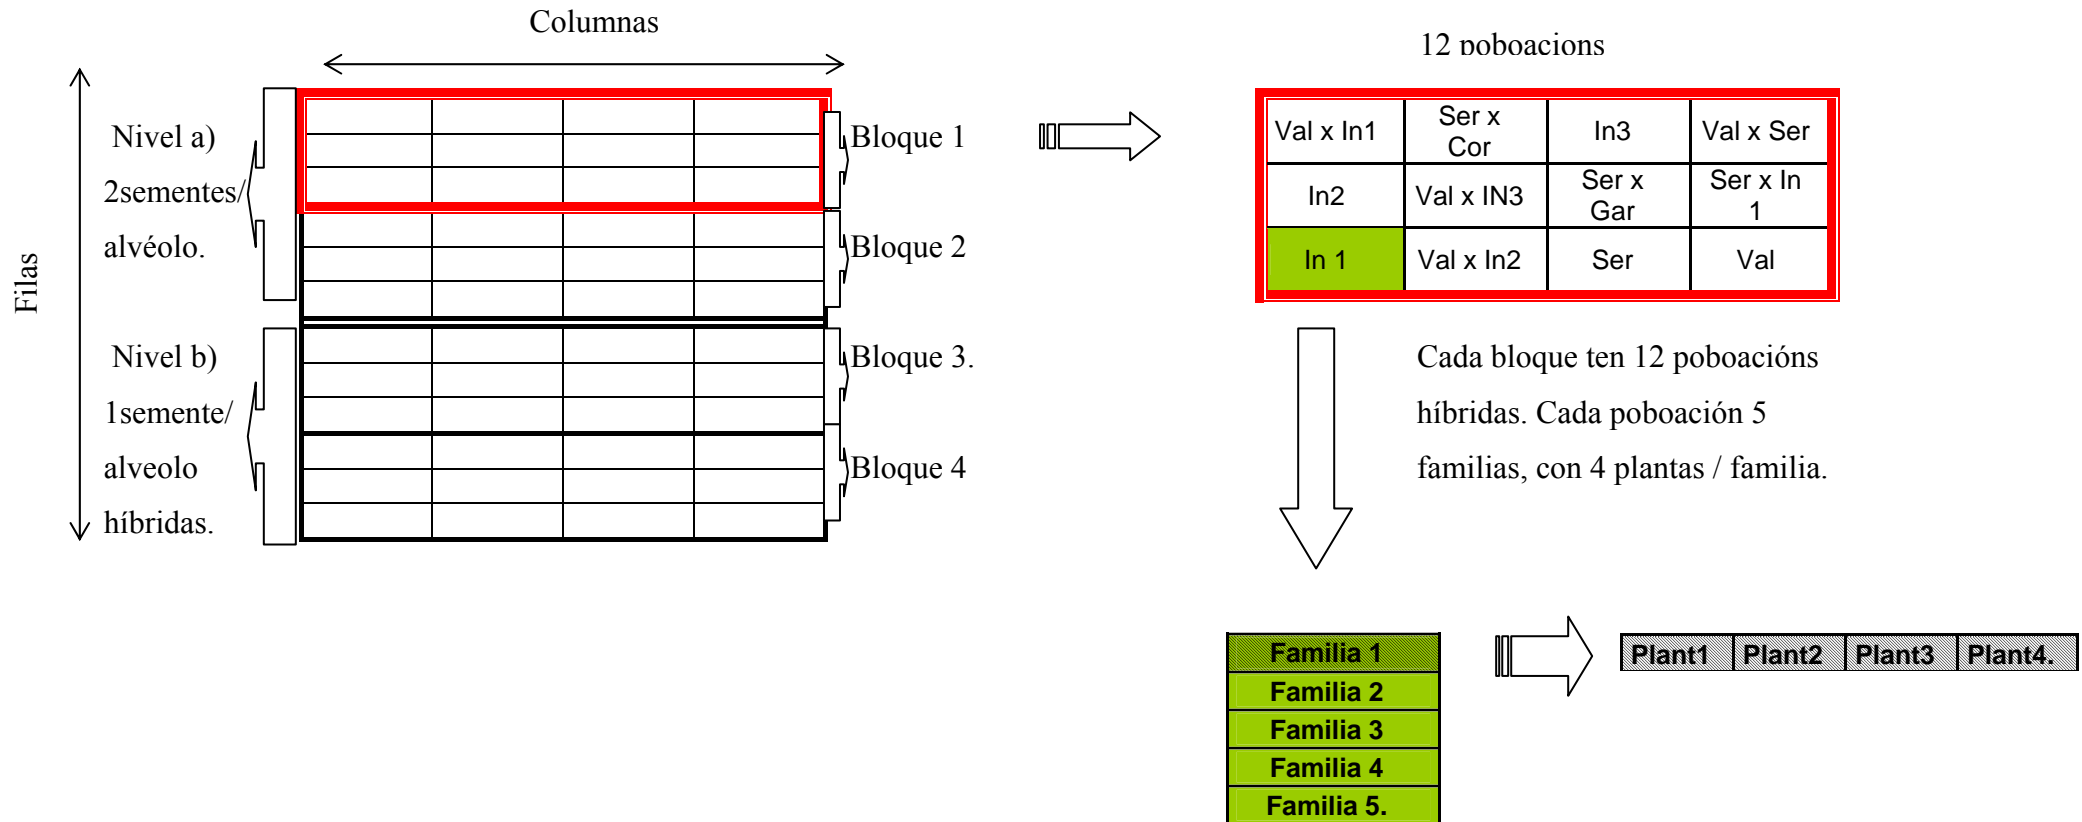 Columnas
12 poboacions
Filas
Nivel a)
2sementes/
alvéolo.
Bloque 1
Bloque 2
Nivel b)
1semente/
alveolo
híbridas.
Bloque 3.
Bloque 4
Val x In1
Ser x
Cor
In3
Val x Ser
In2
Val x IN3
Ser x
Gar
Ser x In
1
In 1
Val x In2
Ser
Val
Cada bloque ten 12 poboacións
híbridas. Cada poboación 5
familias, con 4 plantas / familia.
Familia 1
Familia 2
Familia 3
Familia 4
Familia 5.
Plant1
Plant2
Plant3
Plant4.